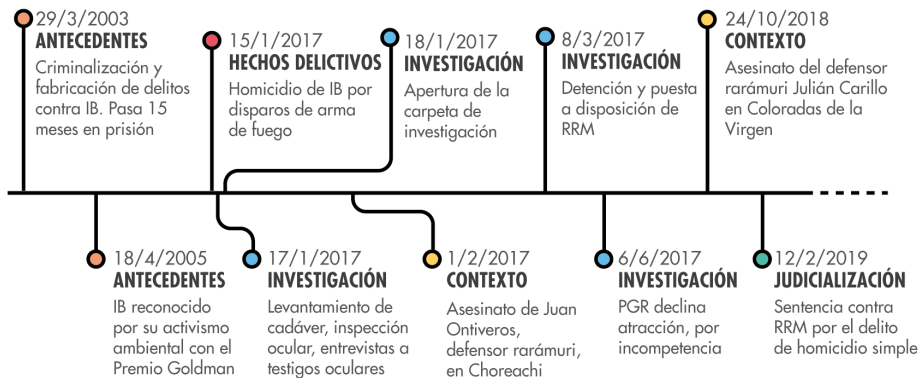 29/3/2003
ANTECEDENTES
Criminalización y
fabricación de delitos
contra IB. Pasa 15
meses en prisión
15/1/2017
HECHOS DELICTIVOS
Homicidio de IB por
disparos de arma
de fuego
18/1/2017
INVESTIGACIÓN
Apertura de la
carpeta de
investigación
8/3/2017
INVESTIGACIÓN
Detención y puesta
a disposición de
RRM
24/10/2018
CONTEXTO
Asesinato del defensor
rarámuri Julián Carillo
en Coloradas de la
Virgen
18/4/2005
ANTECEDENTES
IB reconocido
por su activismo
ambiental con el
Premio Goldman
17/1/2017
INVESTIGACIÓN
Levantamiento de
cadáver, inspección
ocular, entrevistas a
testigos oculares
1/2/2017
CONTEXTO
Asesinato de Juan
Ontiveros,
defensor rarámuri,
en Choreachi
6/6/2017
INVESTIGACIÓN
PGR declina
atracción, por
incompetencia
12/2/2019
JUDICIALIZACIÓN
Sentencia contra
RRM por el delito
de homicidio simple